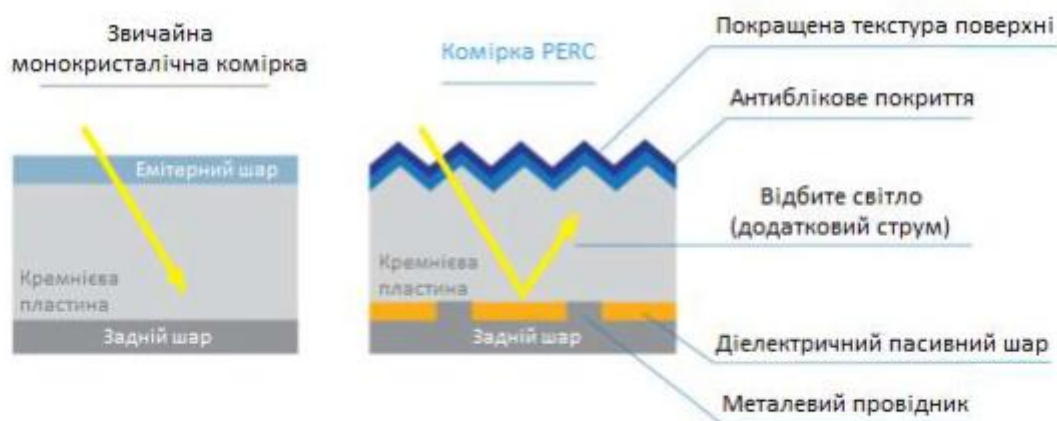 Звичайна
монокристалічна комірка
Емітерний шар
Кремнієва
пластина
Задній шар
Комірка PERC
Кремнієва
пластина
Задній шар
Покращена текстура поверхні
Антиблікове покриття
Відбите світло
(додатковий струм)
Діелектричний пасивний шар
Металевий провідник